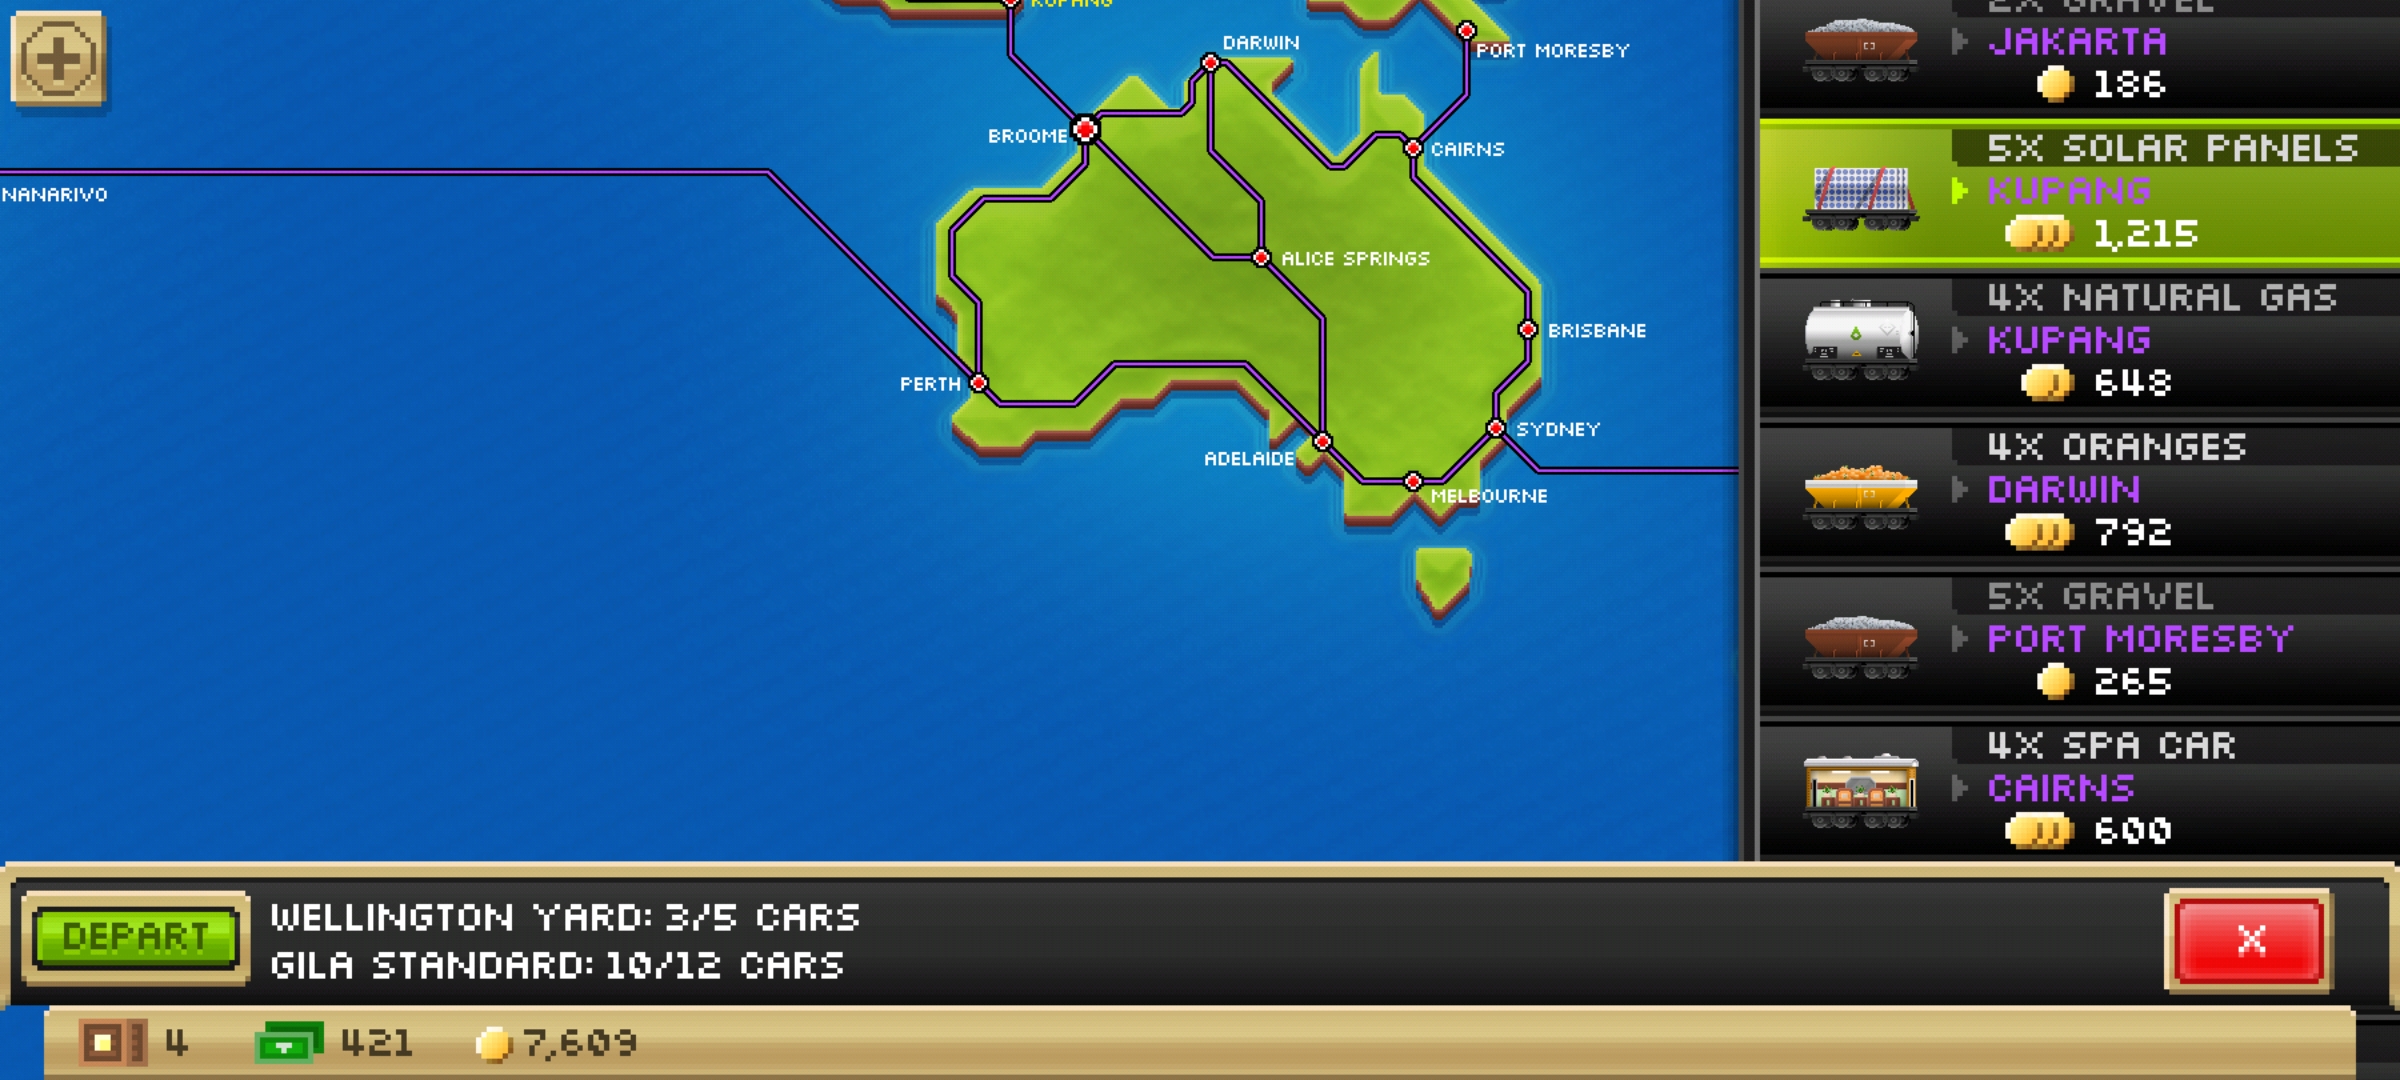 KUPANG
DARWIN
PORT MORESBY
BROOME
CAIRNS
NANARIVO
ALICE SPRINGS
BRISBANE
PERTH
SYDNEY
ADELAIDE
MELBOURNE
2X GRAVEL
JAKARTA
186
5X SOLAR PANELS
KUPANG
1,215
4X NATURAL GAS
KUPANG
648
4X ORANGES
DARWIN
792
5X GRAVEL
PORT MORESBY
265
4X SPA CAR
CAIRNS
600
DEPART
WELLINGTON YARD: 3/5 CARS
GILA STANDARD: 10/12 CARS
X
4
421
7,609